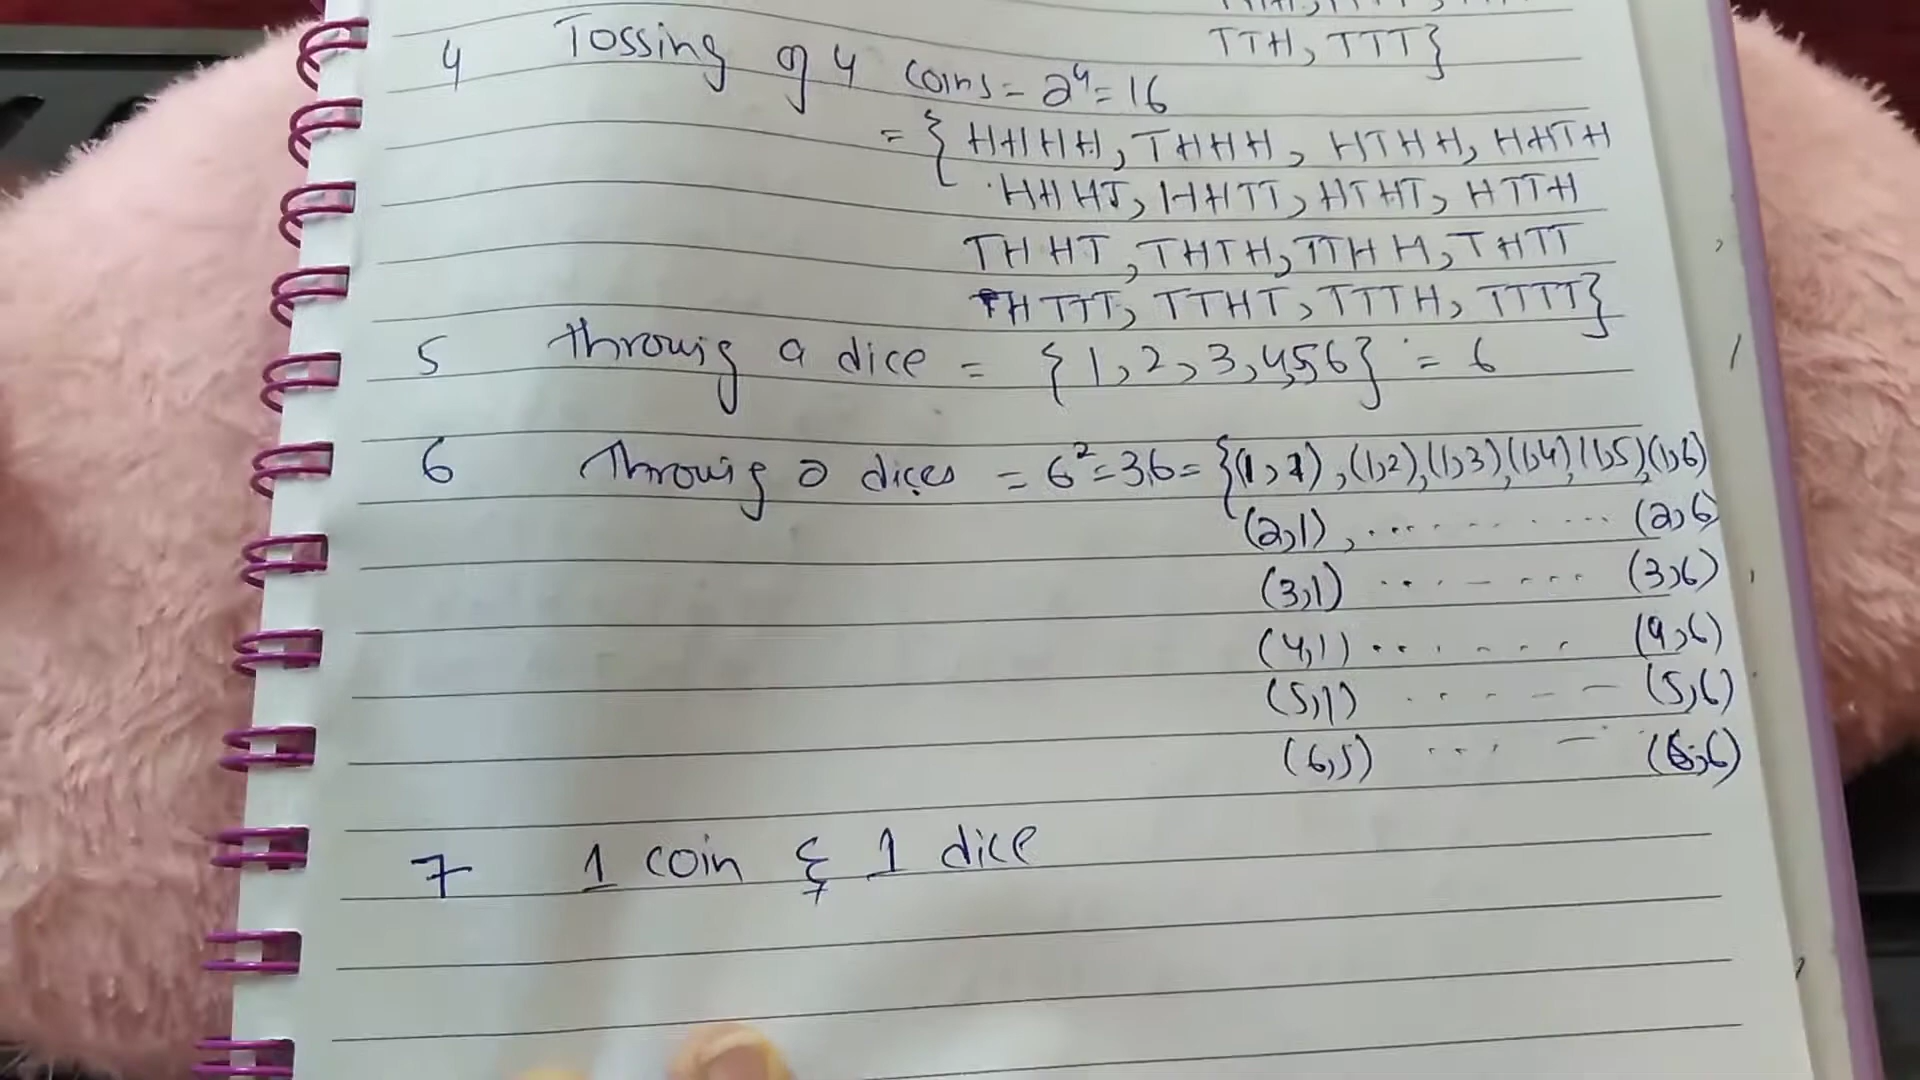 TTH, TTT}
4 Tossing of 4 coins = 2⁴ = 16
= { HHHH, THHH, HTHH, HHTH
HHHT, HHTT, HTHT, HTTH
THHT, THTH, TTHH, THTT
HTTT, TTHT, TTTH, TTTT}
5 throwig a dice = {1, 2, 3, 4, 5, 6} = 6
6 Throwig 2 dices = 6² = 36 = {(1, 1), (1, 2), (1, 3), (1, 4), (1, 5), (1, 6)
(2, 1), .......... (2, 6)
(3, 1) ........ (3, 6)
(4, 1) ....... (4, 6)
(5, 1) ..... (5, 6)
(6, 5) .... (6, 6)
7 1 coin & 1 dice